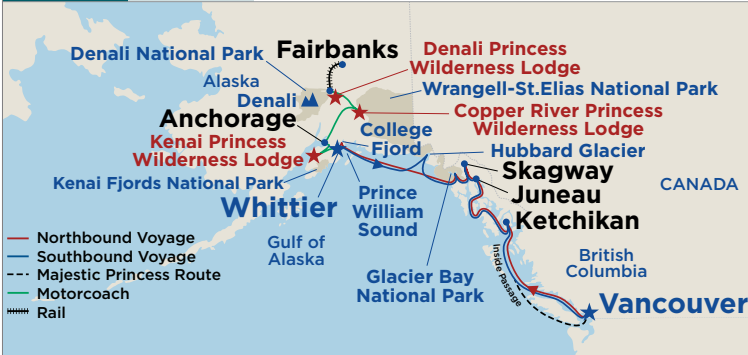 Fairbanks
Denali National Park
Denali Princess
Wilderness Lodge
Alaska
Wrangell-St.Elias National Park
Denali
Copper River Princess
Wilderness Lodge
Anchorage
College
Fjord
Kenai Princess
Wilderness Lodge
Hubbard Glacier
Skagway
Kenai Fjords National Park
CANADA
Juneau
Whittier
Prince
William
Sound
Ketchikan
Northbound Voyage
Southbound Voyage
Majestic Princess Route
Motorcoach
Rail
Gulf of
Alaska
Glacier Bay
National Park
Inside Passage
British
Columbia
Vancouver